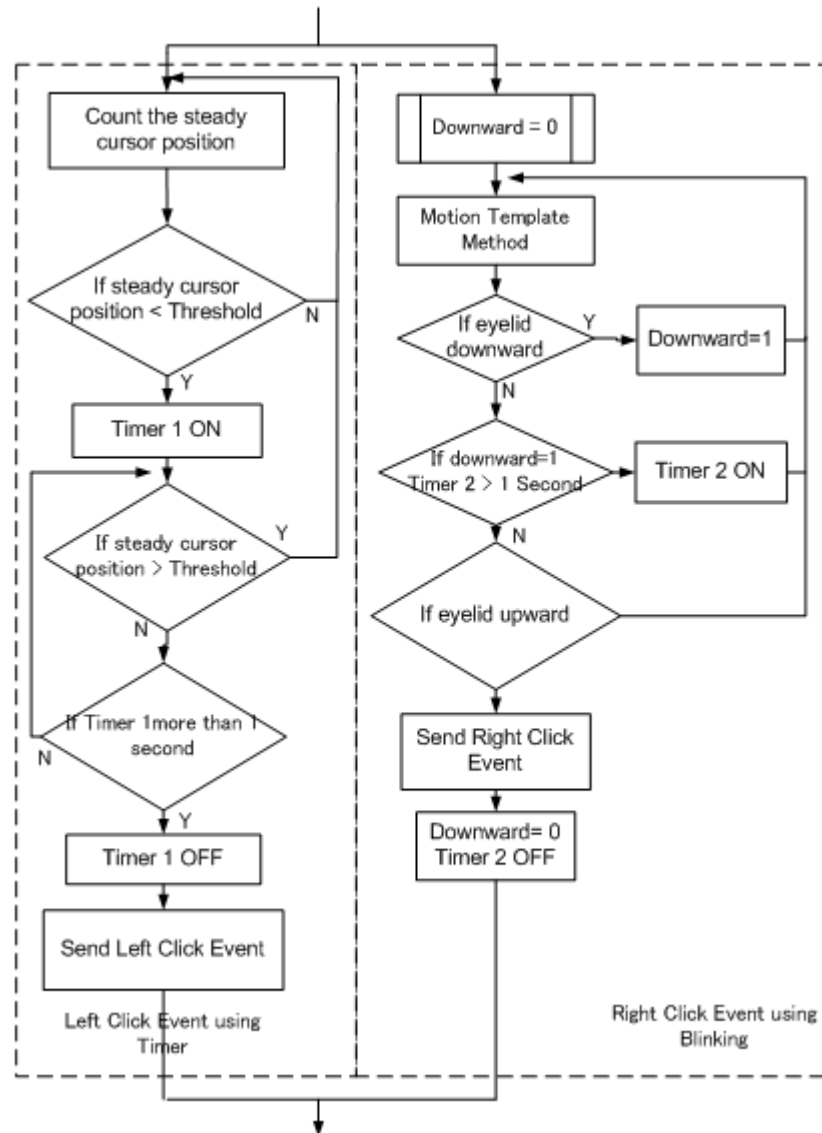 Count the steady
cursor position
If steady cursor
position < Threshold
N
Y
Timer 1 ON
If steady cursor
position > Threshold
Y
N
If Timer 1more than 1
second
N
Y
Timer 1 OFF
Send Left Click Event
Left Click Event using
Timer
Downward = 0
Motion Template
Method
If eyelid
downward
Y
Downward=1
N
If downward=1
Timer 2 > 1 Second
Timer 2 ON
N
If eyelid upward
Send Right Click
Event
Downward= 0
Timer 2 OFF
Right Click Event using
Blinking